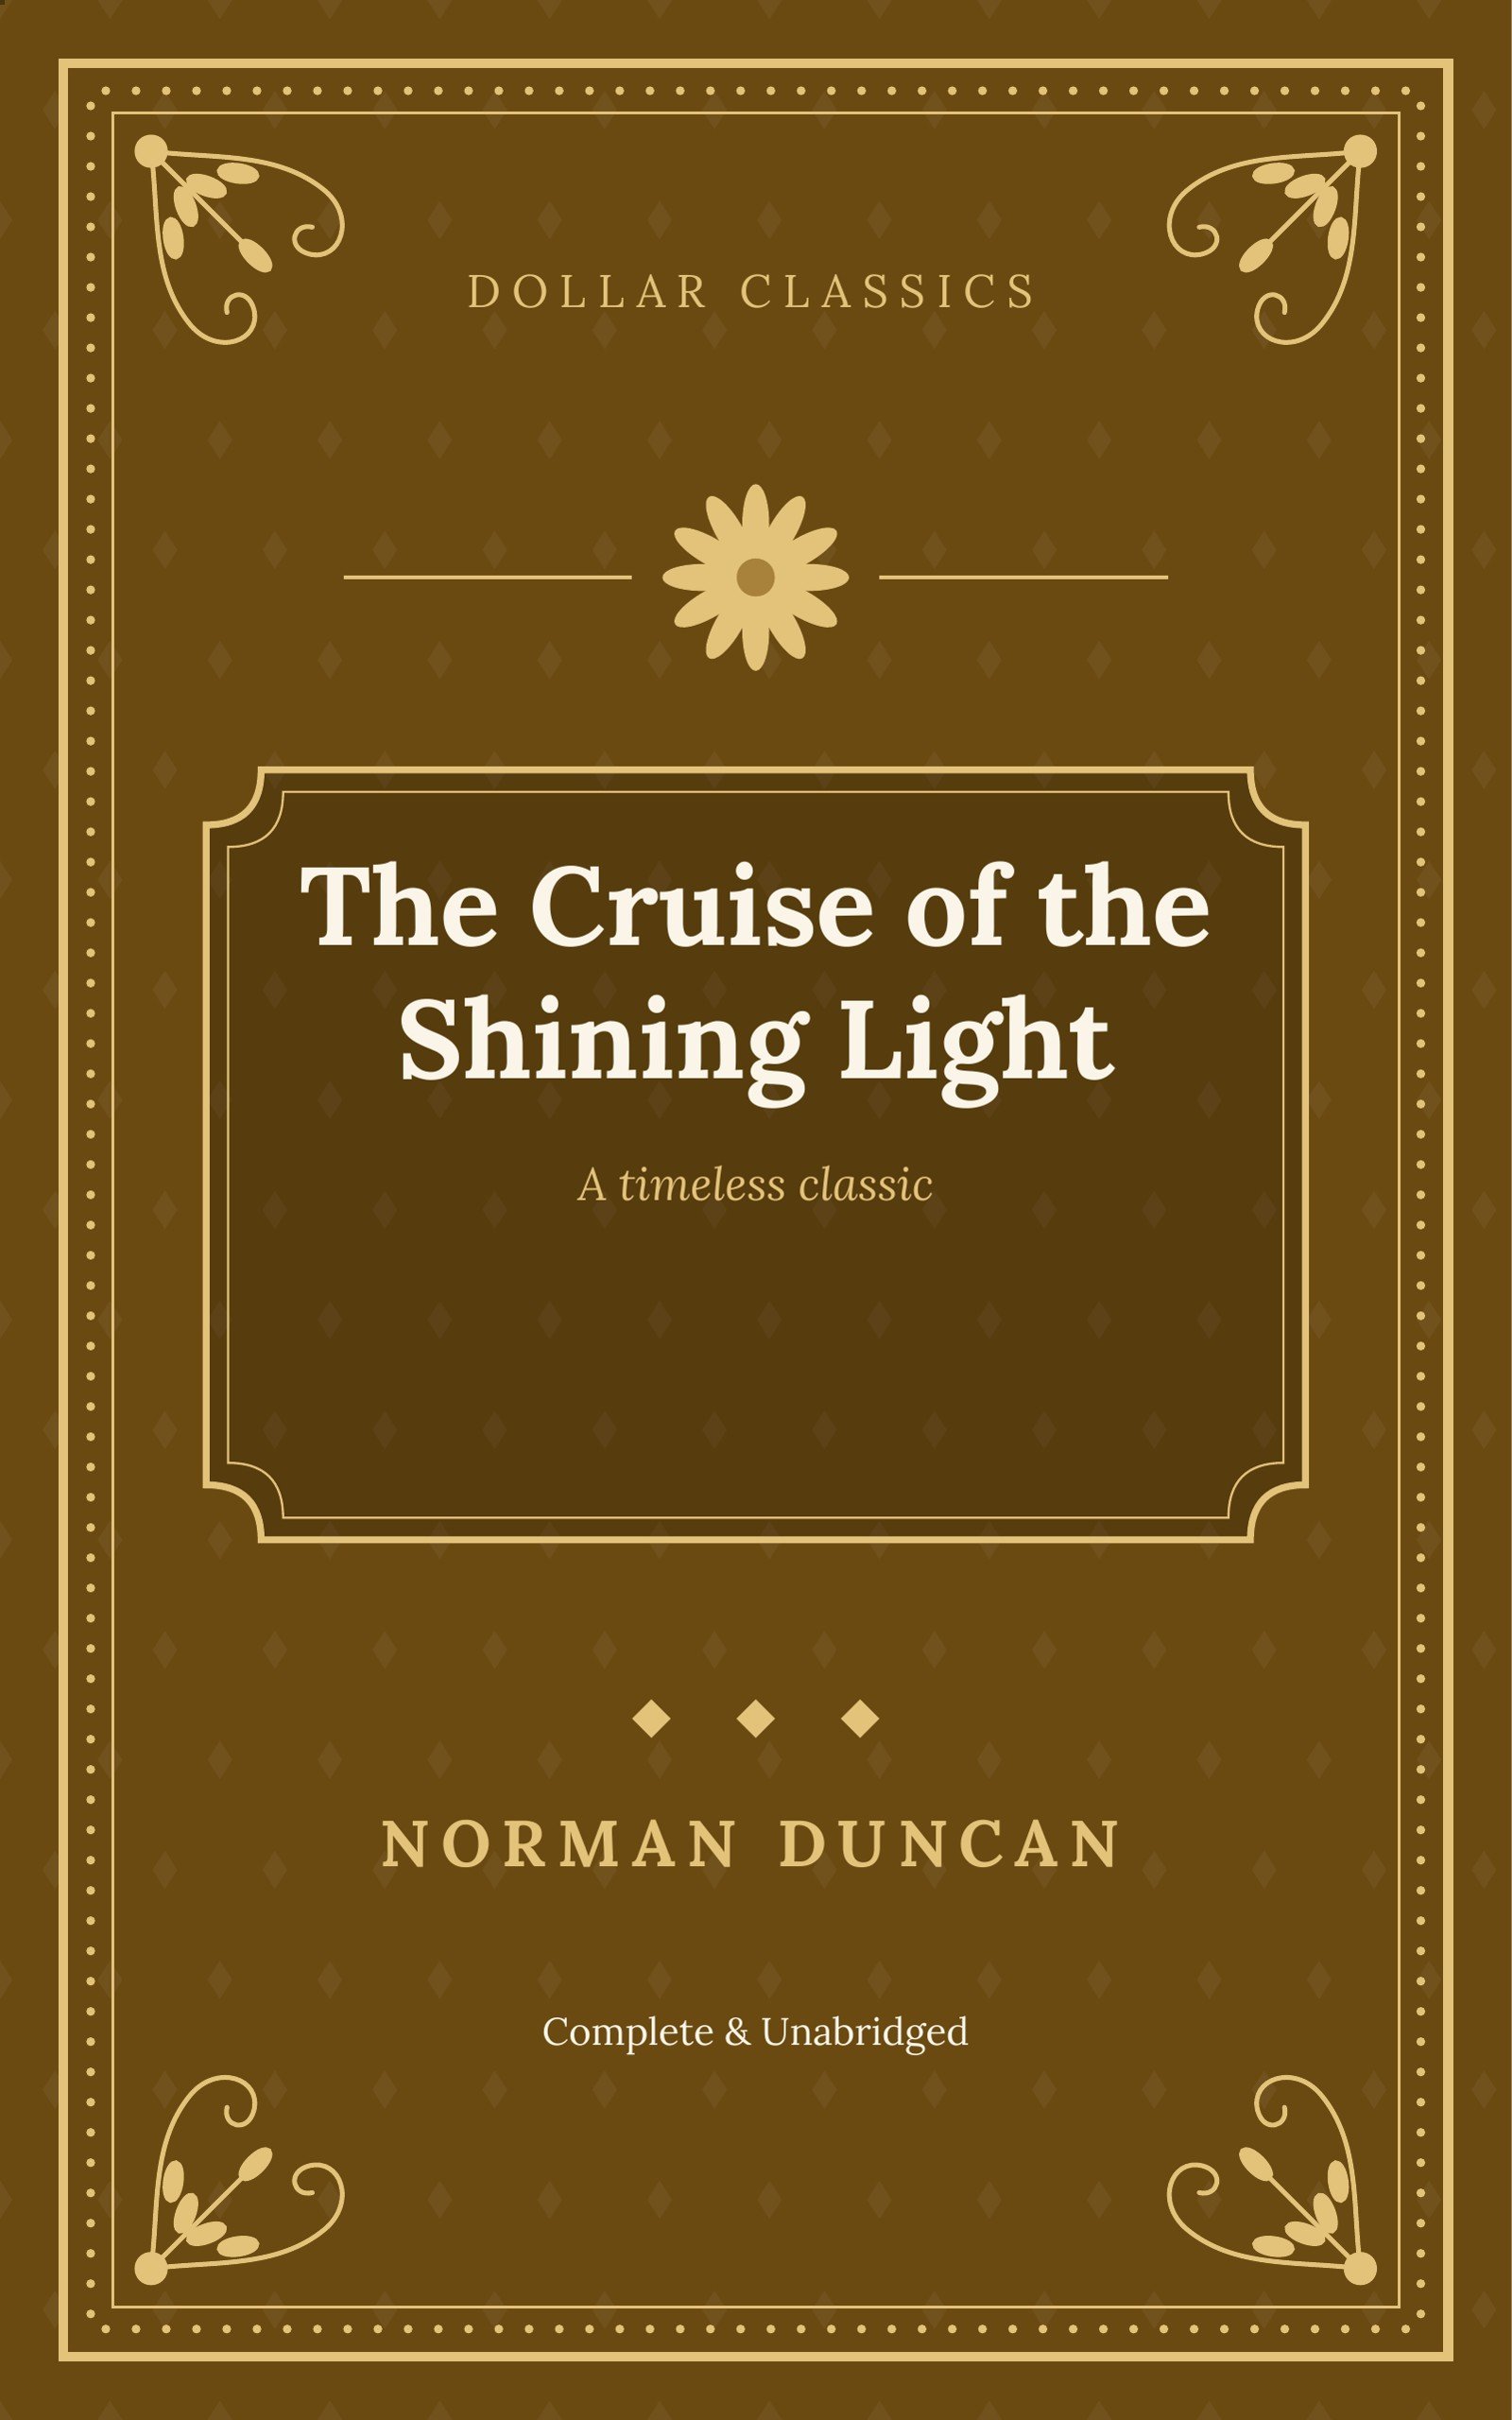 DOLLAR CLASSICS
The Cruise of the
Shining Light
A timeless classic
NORMAN DUNCAN
Complete & Unabridged